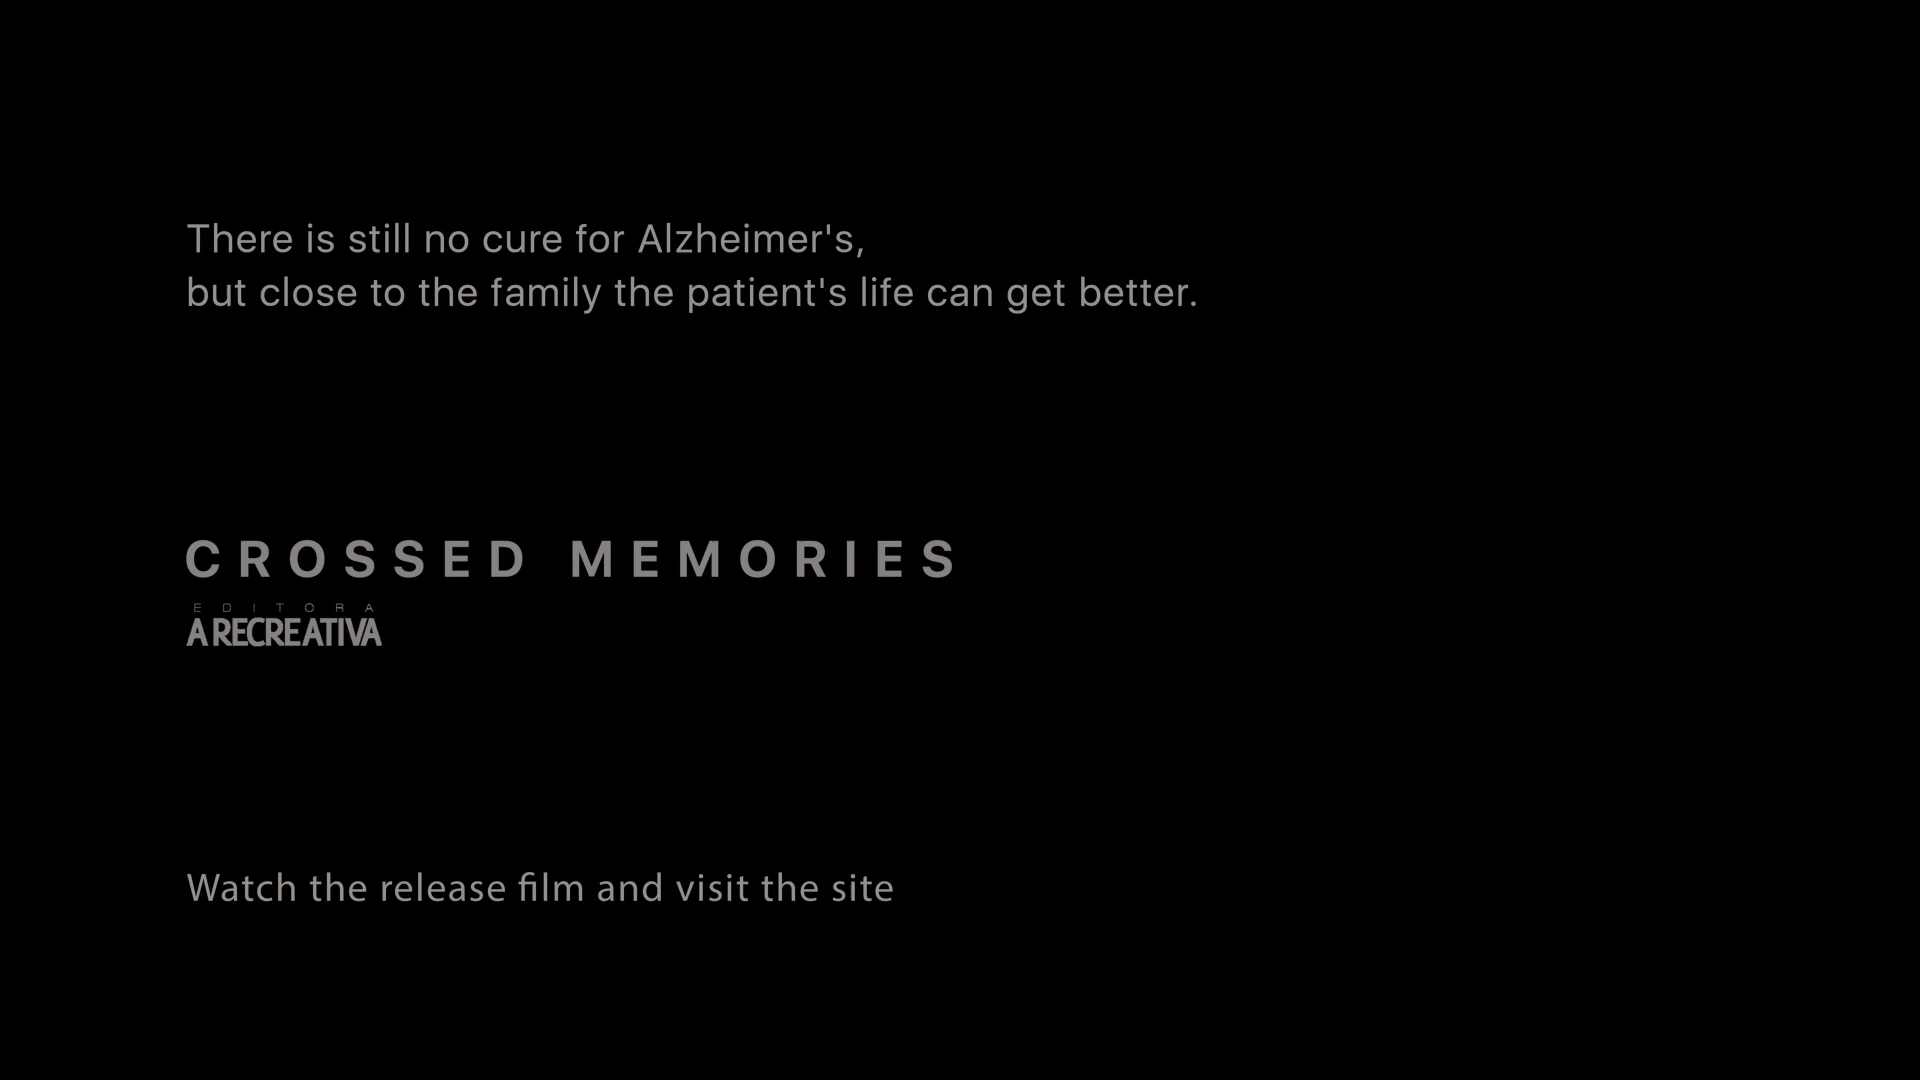 There is still no cure for Alzheimer's,
but close to the family the patient's life can get better.
CROSSED MEMORIES
EDITORA
A RECREATIVA
Watch the release film and visit the site